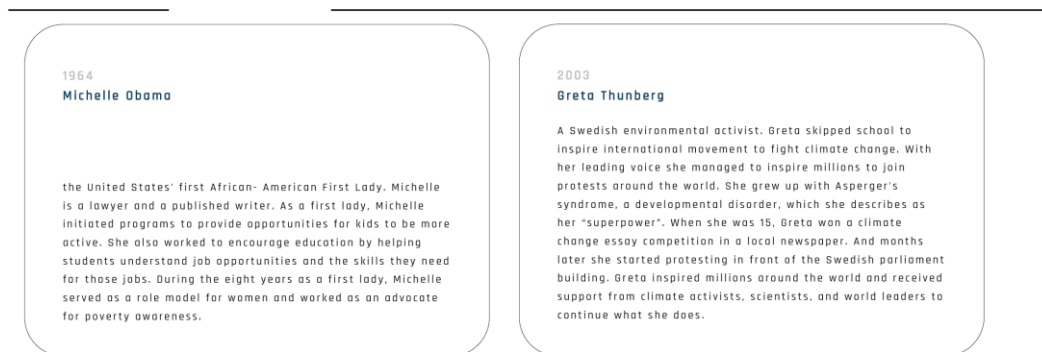 1964
Michelle Obama
the United States' first African- American First Lady. Michelle
is a lawyer and a published writer. As a first lady, Michelle
initiated programs to provide opportunities for kids to be more
active. She also worked to encourage education by helping
students understand job opportunities and the skills they need
for those jobs. During the eight years as a first lady, Michelle
served as a role model for women and worked as an advocate
for poverty awareness.
2003
Greta Thunberg
A Swedish environmental activist. Greta skipped school to
inspire international movement to fight climate change. With
her leading voice she managed to inspire millions to join
protests around the world. She grew up with Asperger's
syndrome, a developmental disorder, which she describes as
her "superpower". When she was 15, Greta won a climate
change essay competition in a local newspaper. And months
later she started protesting in front of the Swedish parliament
building. Greta inspired millions around the world and received
support from climate activists, scientists, and world leaders to
continue what she does.